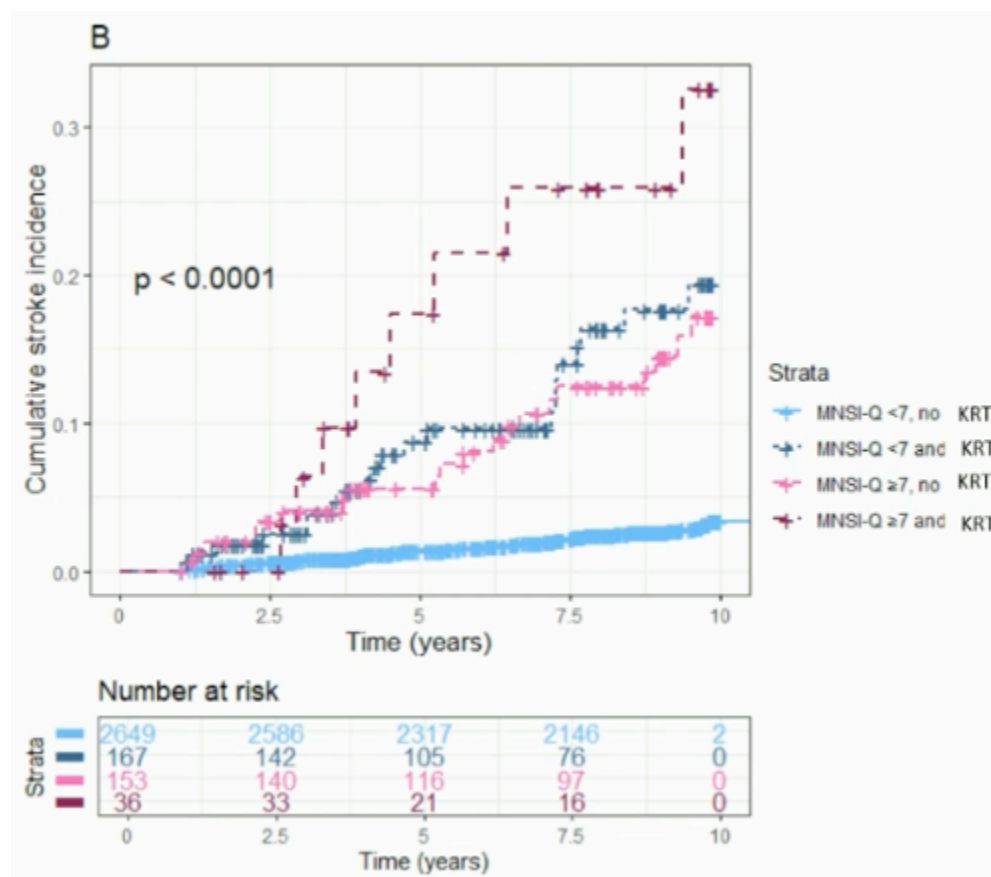 B
Cumulative stroke incidence
0.3
0.2
0.1
0.0
p < 0.0001
0 2.5 5 7.5 10
Time (years)
Strata
MNSI-Q <7, no KRT
MNSI-Q <7 and KRT
MNSI-Q ≥7, no KRT
MNSI-Q ≥7 and KRT
Number at risk
Strata
2649 2586 2317 2146 2
167 142 105 76 0
153 140 116 97 0
36 33 21 16 0
0 2.5 5 7.5 10
Time (years)